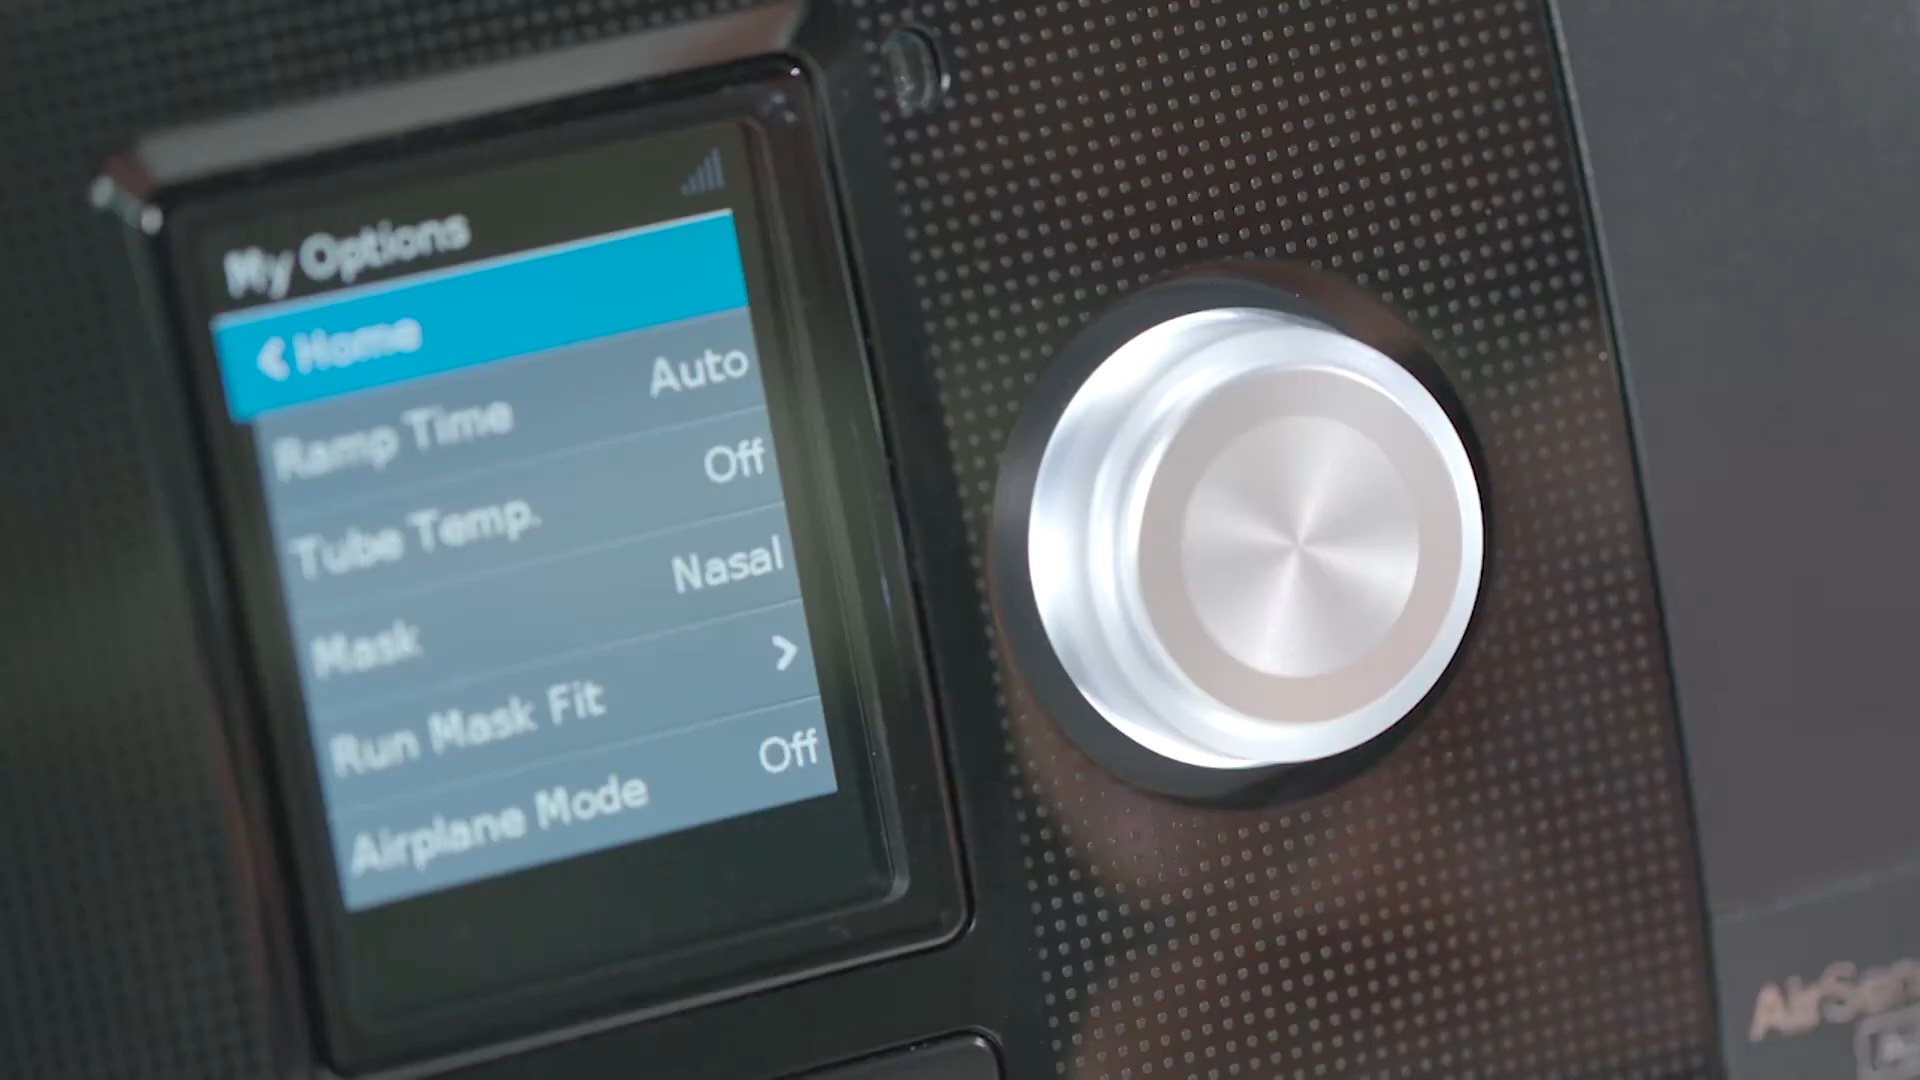 My Options
< Home
Ramp Time Auto
Tube Temp. Off
Mask Nasal
Run Mask Fit >
Airplane Mode Off